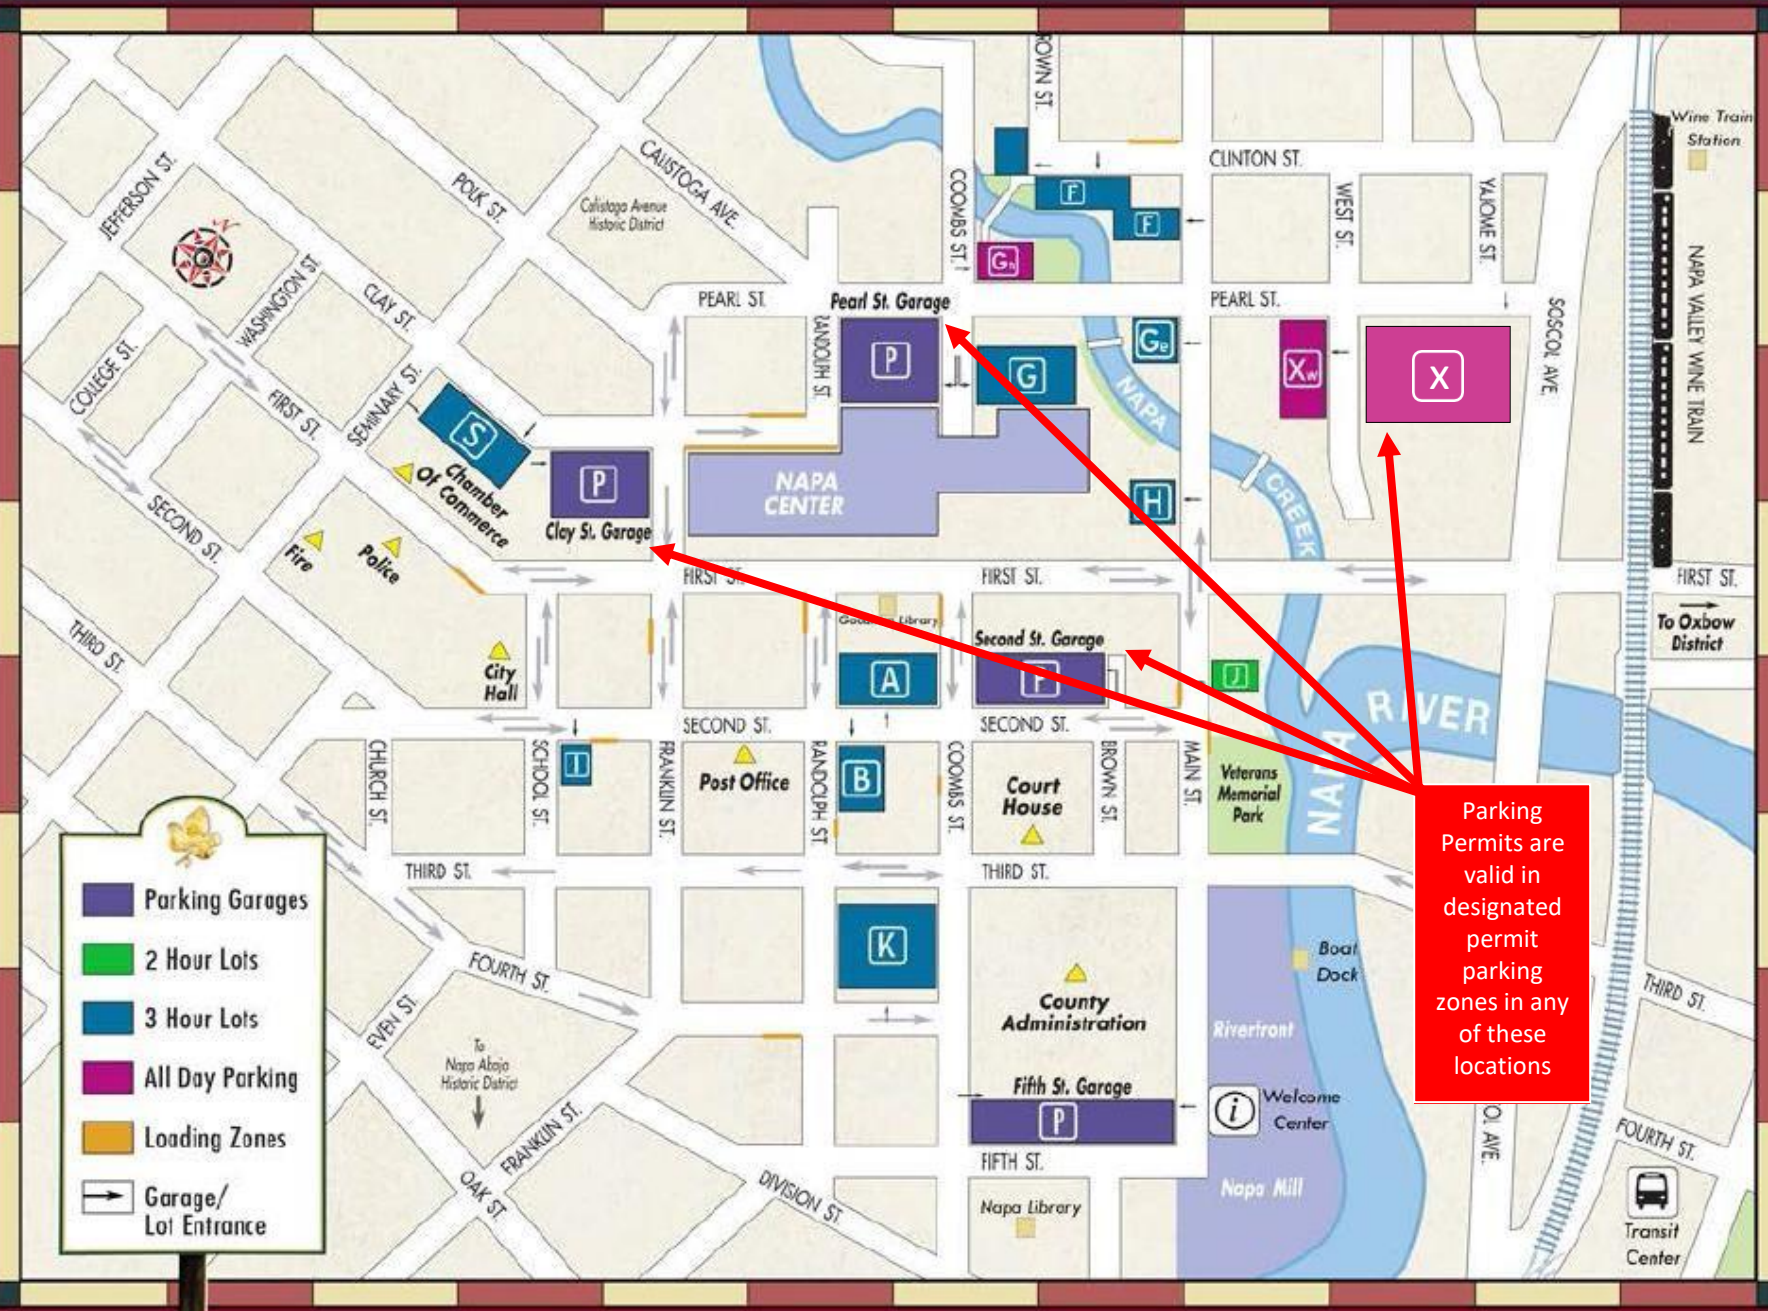 ROWN ST.
Wine Train
Station
CLINTON ST.
CALISTOGA AVE.
JEFFERSON ST.
POLK ST.
Calistoga Avenue
Historic District
COOMBS ST.
F
F
WEST ST.
YAJOME ST.
N
Gn
WASHINGTON ST.
CLAY ST.
PEARL ST.
Pearl St. Garage
PEARL ST.
SOSCOL AVE.
NAPA VALLEY WINE TRAIN
RANDOLPH ST.
P
G
Ge
Xw
X
COLLEGE ST.
FIRST ST.
SEMINARY ST.
NAPA
CREEK
S
Chamber
Of Commerce
P
Clay St. Garage
NAPA
CENTER
H
SECOND ST.
Fire
Police
FIRST ST.
FIRST ST.
FIRST ST.
To Oxbow
District
THIRD ST.
City
Hall
Library
Second St. Garage
A
P
J
RIVER
NAPA
SECOND ST.
SECOND ST.
CHURCH ST.
SCHOOL ST.
I
FRANKLIN ST.
Post Office
RANDOLPH ST
B
COOMBS ST.
Court
House
BROWN ST.
MAIN ST.
Veterans
Memorial
Park
Parking
Permits are
valid in
designated
permit
parking
zones in any
of these
locations
THIRD ST.
THIRD ST.
K
FOURTH ST.
EVEN ST.
To
Napa Abajo
Historic District
FRANKLIN ST.
OAK ST.
DIVISION ST.
County
Administration
Fifth St. Garage
P
FIFTH ST.
Napa Library
Boat
Dock
Riverfront
i
Welcome
Center
Napa Mill
OL AVE.
THIRD ST.
FOURTH ST.
Transit
Center
Parking Garages
2 Hour Lots
3 Hour Lots
All Day Parking
Loading Zones
Garage/
Lot Entrance